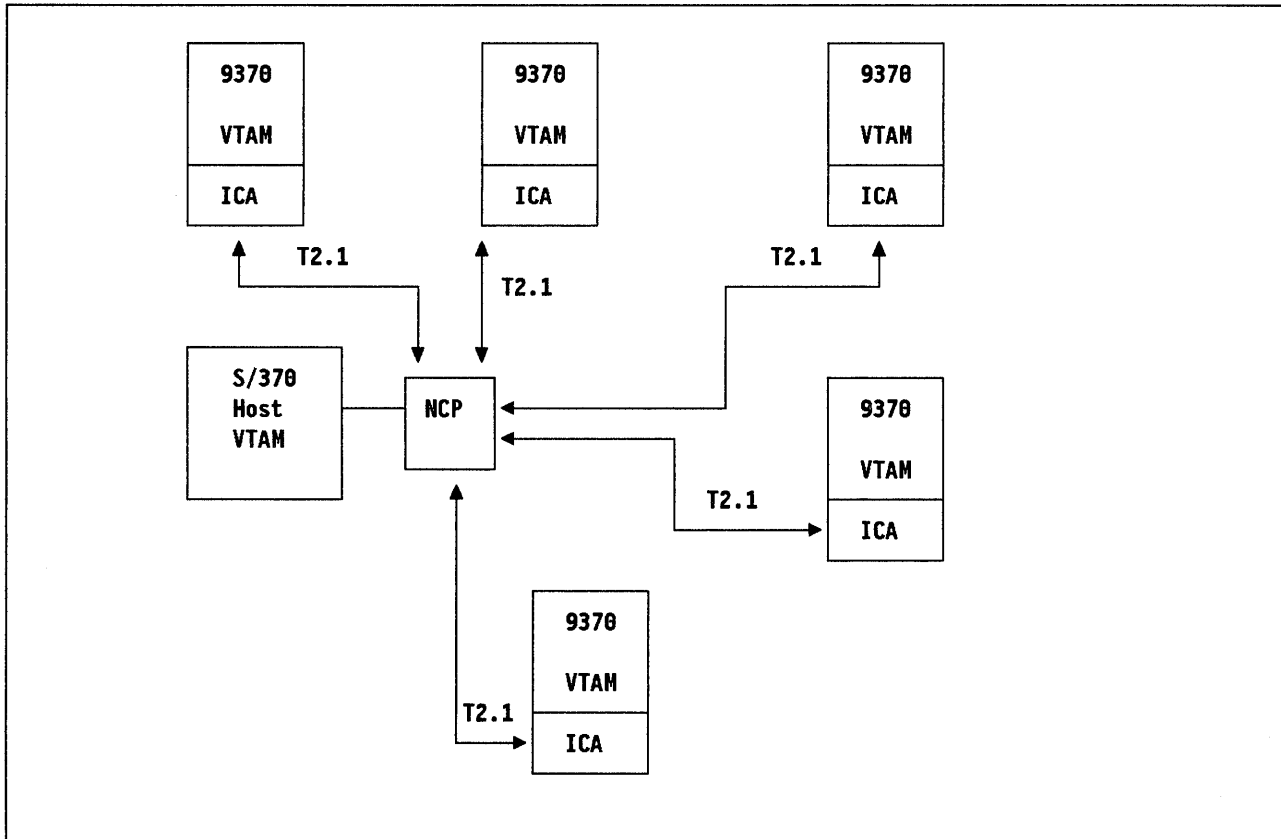 9370
VTAM
ICA
9370
VTAM
ICA
9370
VTAM
ICA
T2.1
T2.1
T2.1
S/370
Host
VTAM
NCP
9370
VTAM
ICA
T2.1
9370
VTAM
ICA
T2.1